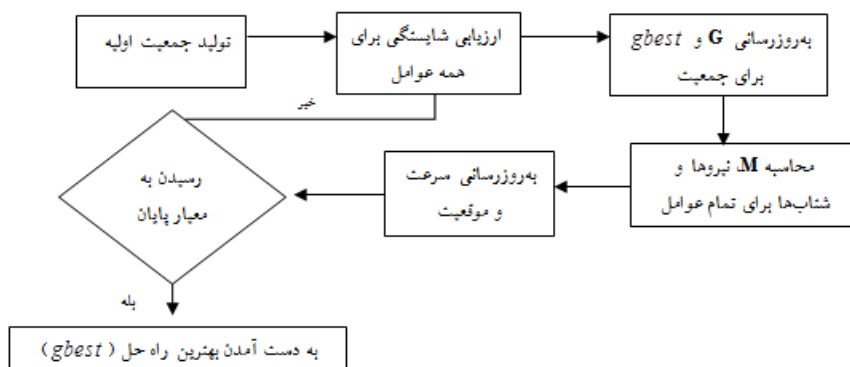 تولید جمعیت اولیه
ارزیابی شایستگی برای
همه عوامل
به‌روزرسانی G و gbest
برای جمعیت
محاسبه M، نیروها و
شتاب‌ها برای تمام عوامل
به‌روزرسانی سرعت
و موقعیت
رسیدن به
معیار پایان
خیر
بله
به دست آمدن بهترین راه حل (gbest)